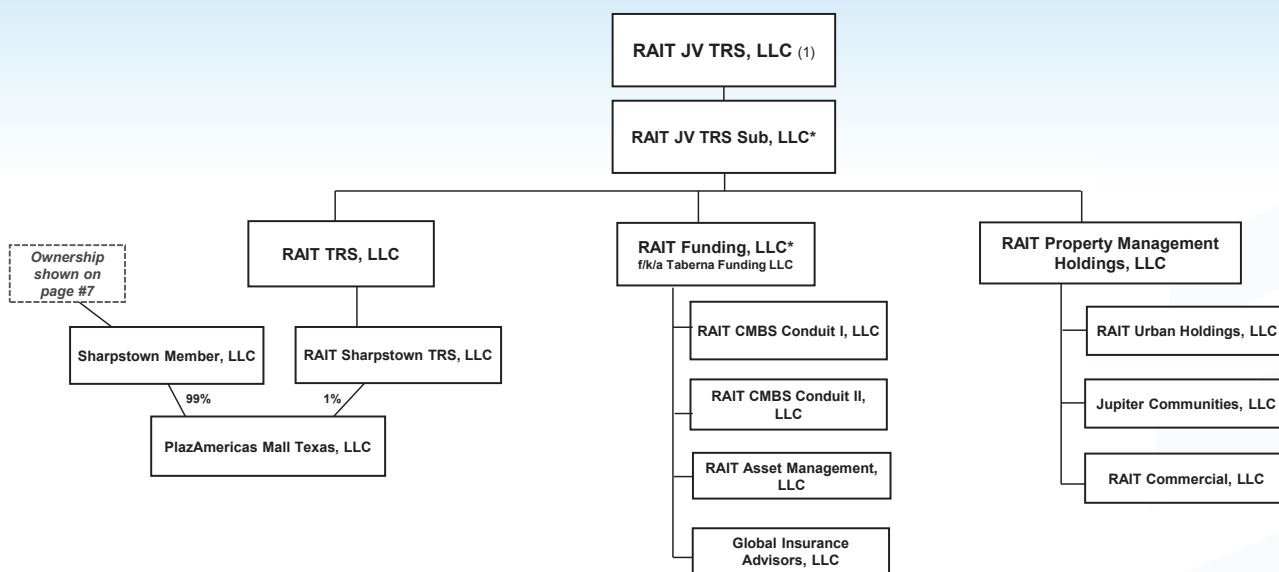 RAIT JV TRS, LLC (1)
RAIT JV TRS Sub, LLC*
RAIT TRS, LLC
RAIT Funding, LLC*
f/k/a Taberna Funding LLC
RAIT Property Management
Holdings, LLC
Ownership
shown on
page #7
Sharpstown Member, LLC
RAIT Sharpstown TRS, LLC
99%
1%
PlazAmericas Mall Texas, LLC
RAIT CMBS Conduit I, LLC
RAIT CMBS Conduit II,
LLC
RAIT Asset Management,
LLC
Global Insurance
Advisors, LLC
RAIT Urban Holdings, LLC
Jupiter Communities, LLC
RAIT Commercial, LLC